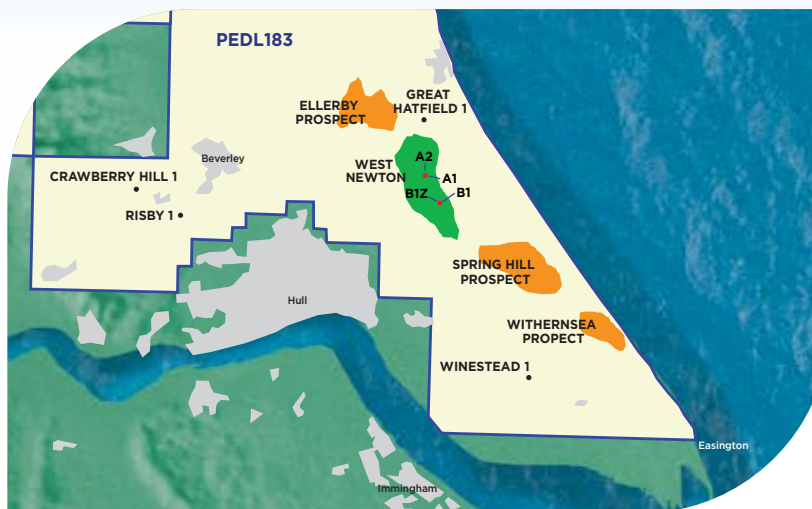 PEDL183
ELLERBY
PROSPECT
GREAT
HATFIELD 1
Beverley
WEST
NEWTON
A2
A1
CRAWBERRY HILL 1
B1Z
B1
RISBY 1
SPRING HILL
PROSPECT
Hull
WITHERNSEA
PROPECT
WINESTEAD 1
Easington
Immingham